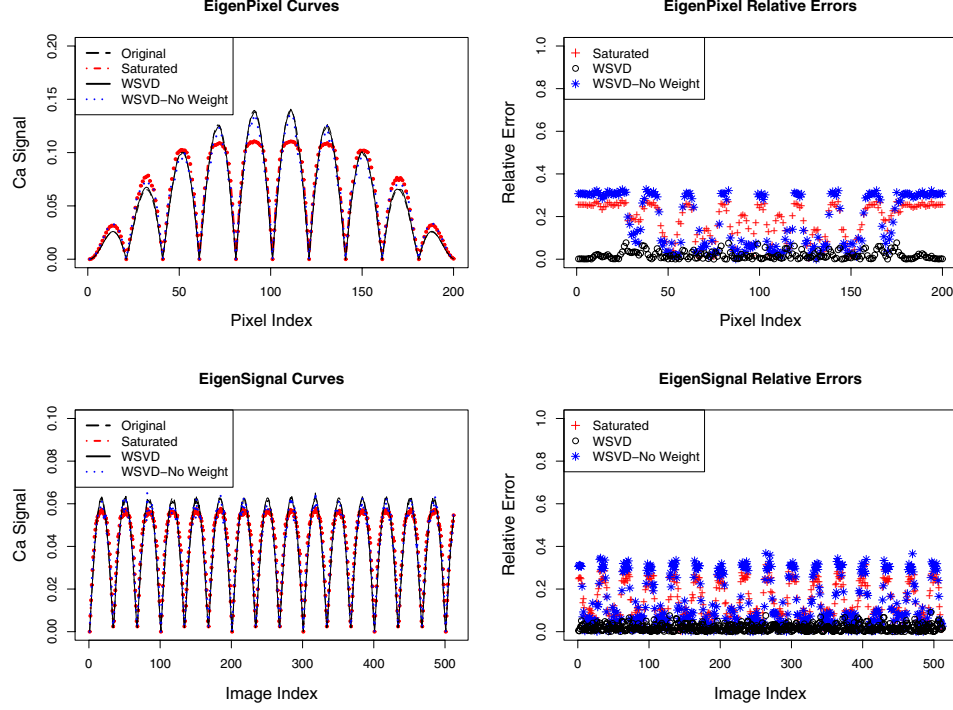 EigenPixel Curves
Original
Saturated
WSVD
WSVD−No Weight
Ca Signal
0.00
0.05
0.10
0.15
0.20
0
50
100
150
200
Pixel Index
EigenPixel Relative Errors
Saturated
WSVD
WSVD−No Weight
Relative Error
0.0
0.2
0.4
0.6
0.8
1.0
0
50
100
150
200
Pixel Index
EigenSignal Curves
Original
Saturated
WSVD
WSVD−No Weight
Ca Signal
0.00
0.02
0.04
0.06
0.08
0.10
0
100
200
300
400
500
Image Index
EigenSignal Relative Errors
Saturated
WSVD
WSVD−No Weight
Relative Error
0.0
0.2
0.4
0.6
0.8
1.0
0
100
200
300
400
500
Image Index